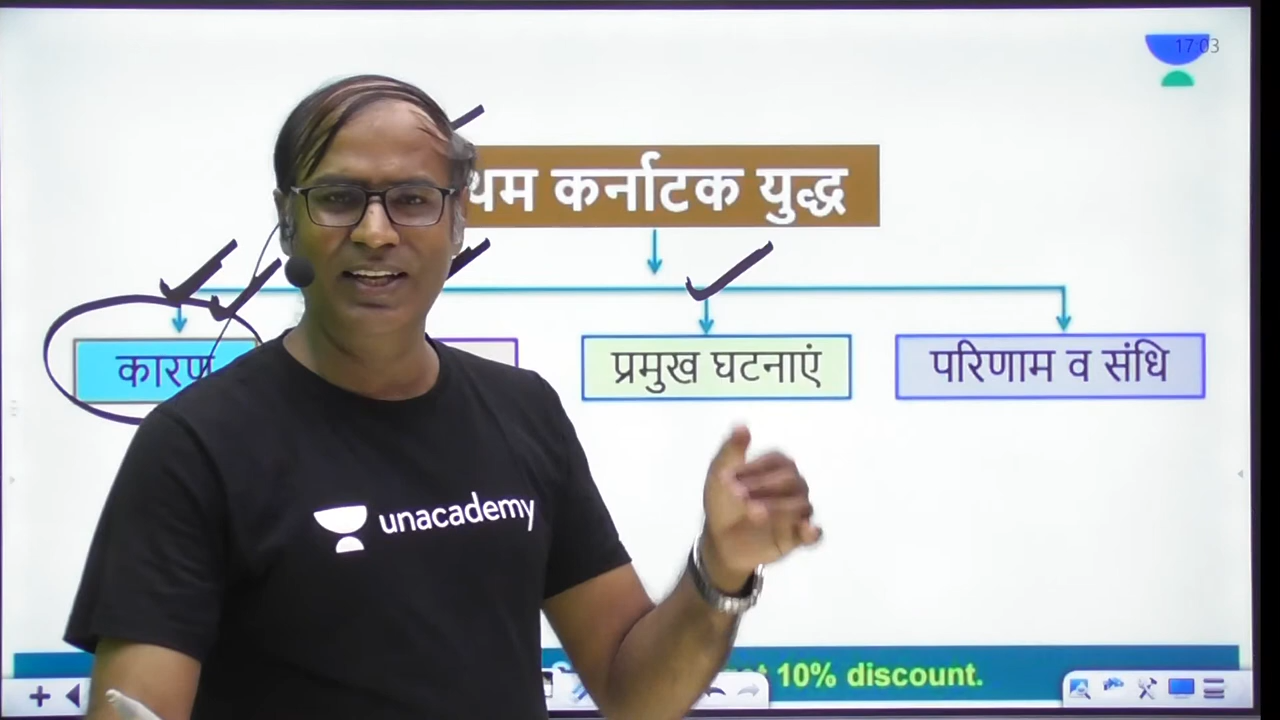 17:03
थम कर्नाटक युद्ध
कारण
प्रमुख घटनाएं
परिणाम व संधि
unacademy
10% discount.